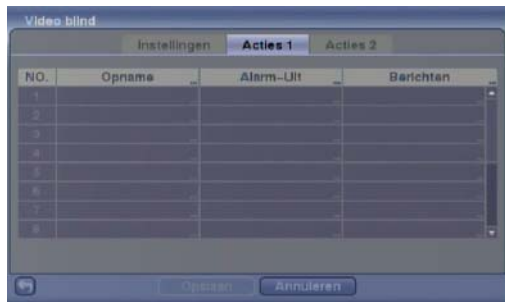 Video blind
Instellingen Acties 1 Acties 2
NO. Opname ... Alarm-Uit ... Berichten ...
1
2
3
4
5
6
7
8
Opslaan Annuleren